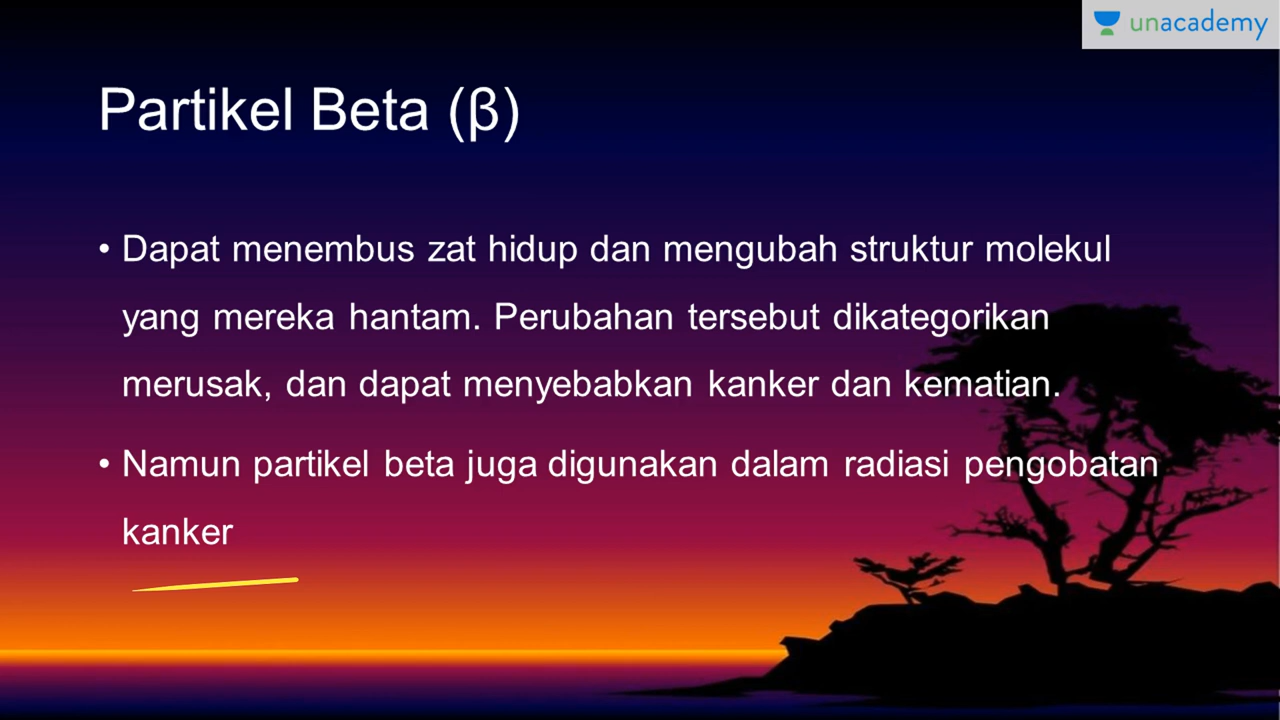 unacademy
Partikel Beta (β)
• Dapat menembus zat hidup dan mengubah struktur molekul
yang mereka hantam. Perubahan tersebut dikategorikan
merusak, dan dapat menyebabkan kanker dan kematian.
• Namun partikel beta juga digunakan dalam radiasi pengobatan
kanker